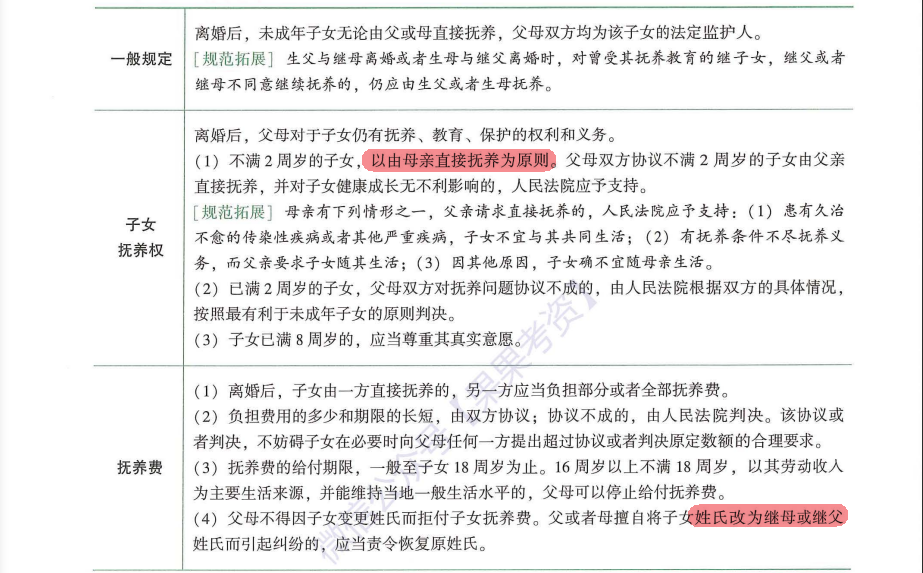 一般规定
离婚后，未成年子女无论由父或母直接抚养，父母双方均为该子女的法定监护人。
［规范拓展］ 生父与继母离婚或者生母与继父离婚时，对曾受其抚养教育的继子女，继父或者
继母不同意继续抚养的，仍应由生父或者生母抚养。
子女
抚养权
离婚后，父母对于子女仍有抚养、教育、保护的权利和义务。
（1）不满 2 周岁的子女，以由母亲直接抚养为原则。父母双方协议不满 2 周岁的子女由父亲
直接抚养，并对子女健康成长无不利影响的，人民法院应予支持。
［规范拓展］ 母亲有下列情形之一，父亲请求直接抚养的，人民法院应予支持：（1）患有久治
不愈的传染性疾病或者其他严重疾病，子女不宜与其共同生活；（2）有抚养条件不尽抚养义
务，而父亲要求子女随其生活；（3）因其他原因，子女确不宜随母亲生活。
（2）已满 2 周岁的子女，父母双方对抚养问题协议不成的，由人民法院根据双方的具体情况，
按照最有利于未成年子女的原则判决。
（3）子女已满 8 周岁的，应当尊重其真实意愿。
抚养费
（1）离婚后，子女由一方直接抚养的，另一方应当负担部分或者全部抚养费。
（2）负担费用的多少和期限的长短，由双方协议；协议不成的，由人民法院判决。该协议或
者判决，不妨碍子女在必要时向父母任何一方提出超过协议或者判决原定数额的合理要求。
（3）抚养费的给付期限，一般至子女 18 周岁为止。16 周岁以上不满 18 周岁，以其劳动收入
为主要生活来源，并能维持当地一般生活水平的，父母可以停止给付抚养费。
（4）父母不得因子女变更姓氏而拒付子女抚养费。父或者母擅自将子女姓氏改为继母或继父
姓氏而引起纠纷的，应当责令恢复原姓氏。
微信公众号【果果考资】